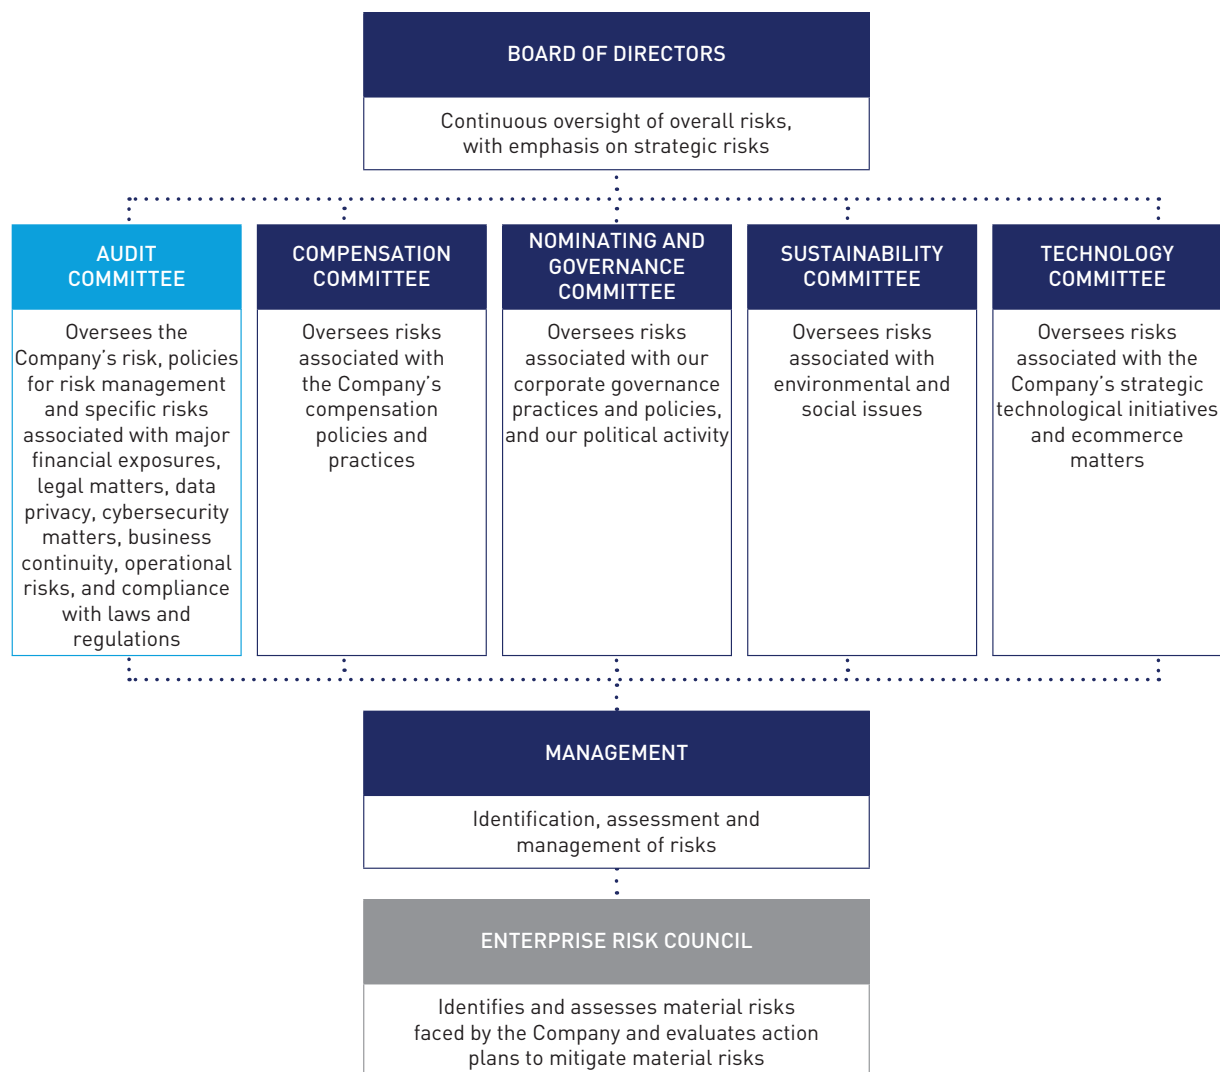 BOARD OF DIRECTORS
Continuous oversight of overall risks,
with emphasis on strategic risks
AUDIT
COMMITTEE
Oversees the
Company’s risk, policies
for risk management
and specific risks
associated with major
financial exposures,
legal matters, data
privacy, cybersecurity
matters, business
continuity, operational
risks, and compliance
with laws and
regulations
COMPENSATION
COMMITTEE
Oversees risks
associated with
the Company’s
compensation
policies and
practices
NOMINATING AND
GOVERNANCE
COMMITTEE
Oversees risks
associated with our
corporate governance
practices and policies,
and our political activity
SUSTAINABILITY
COMMITTEE
Oversees risks
associated with
environmental and
social issues
TECHNOLOGY
COMMITTEE
Oversees risks
associated with the
Company’s strategic
technological initiatives
and ecommerce
matters
MANAGEMENT
Identification, assessment and
management of risks
ENTERPRISE RISK COUNCIL
Identifies and assesses material risks
faced by the Company and evaluates action
plans to mitigate material risks